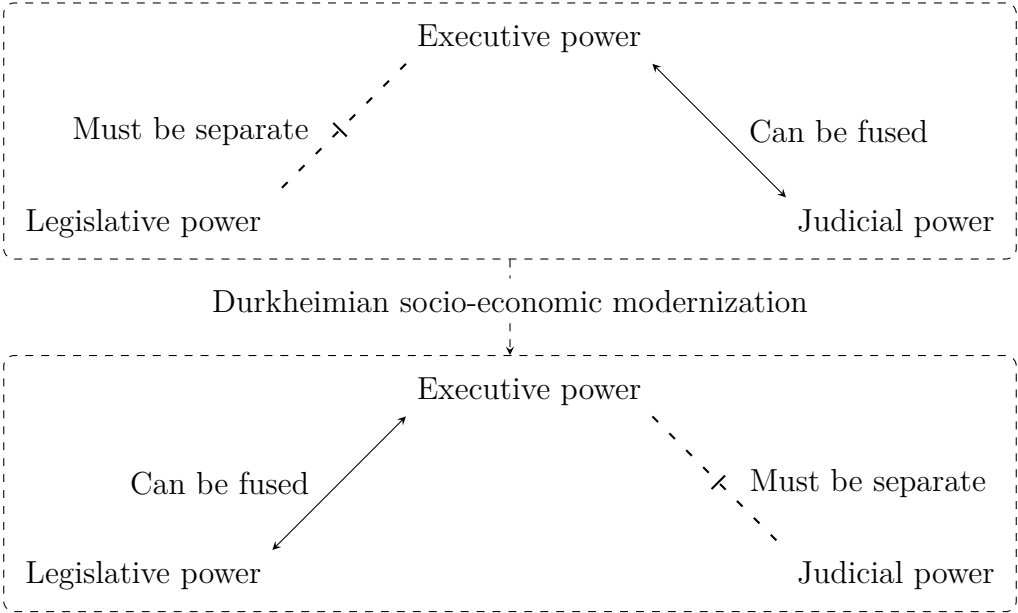 Executive power
Must be separate
Can be fused
Legislative power
Judicial power
Durkheimian socio-economic modernization
Executive power
Can be fused
Must be separate
Legislative power
Judicial power